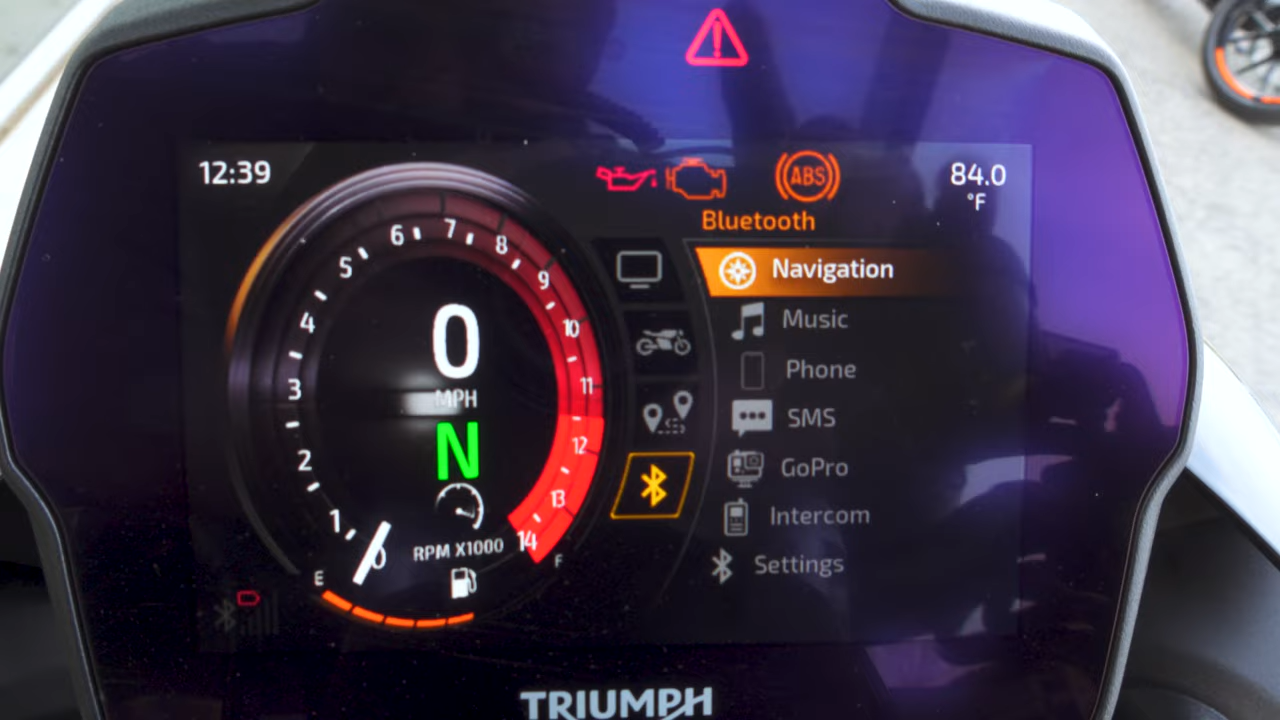 12:39
ABS
84.0
°F
Bluetooth
Navigation
Music
Phone
SMS
GoPro
Intercom
Settings
0
1
2
3
4
5
6
7
8
9
10
11
12
13
14
0
MPH
N
RPM X1000
E
F
TRIUMPH